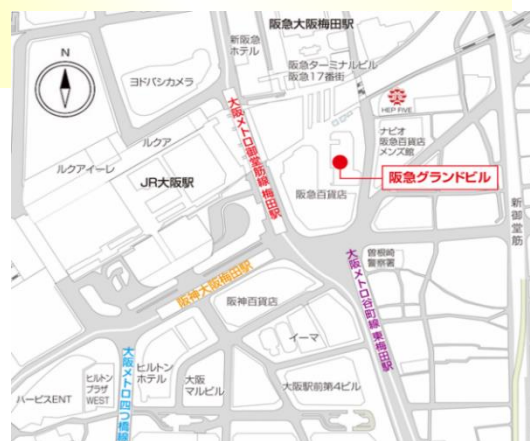 阪急大阪梅田駅
N
新阪急
ホテル
阪急ターミナルビル
阪急17番街
ヨドバシカメラ
HEP FIVE
大阪メトロ御堂筋線 梅田駅
ナビオ
阪急百貨店
メンズ館
ルクア
ルクアイーレ
阪急グランドビル
JR大阪駅
阪急百貨店
新御堂筋
曽根崎
警察署
大阪メトロ谷町線 東梅田駅
阪神大阪梅田駅
阪神百貨店
イーマ
大阪メトロ四つ橋線
ヒルトン
ホテル
大阪
マルビル
大阪駅前第4ビル
ヒルトン
プラザ
WEST
ハービスENT